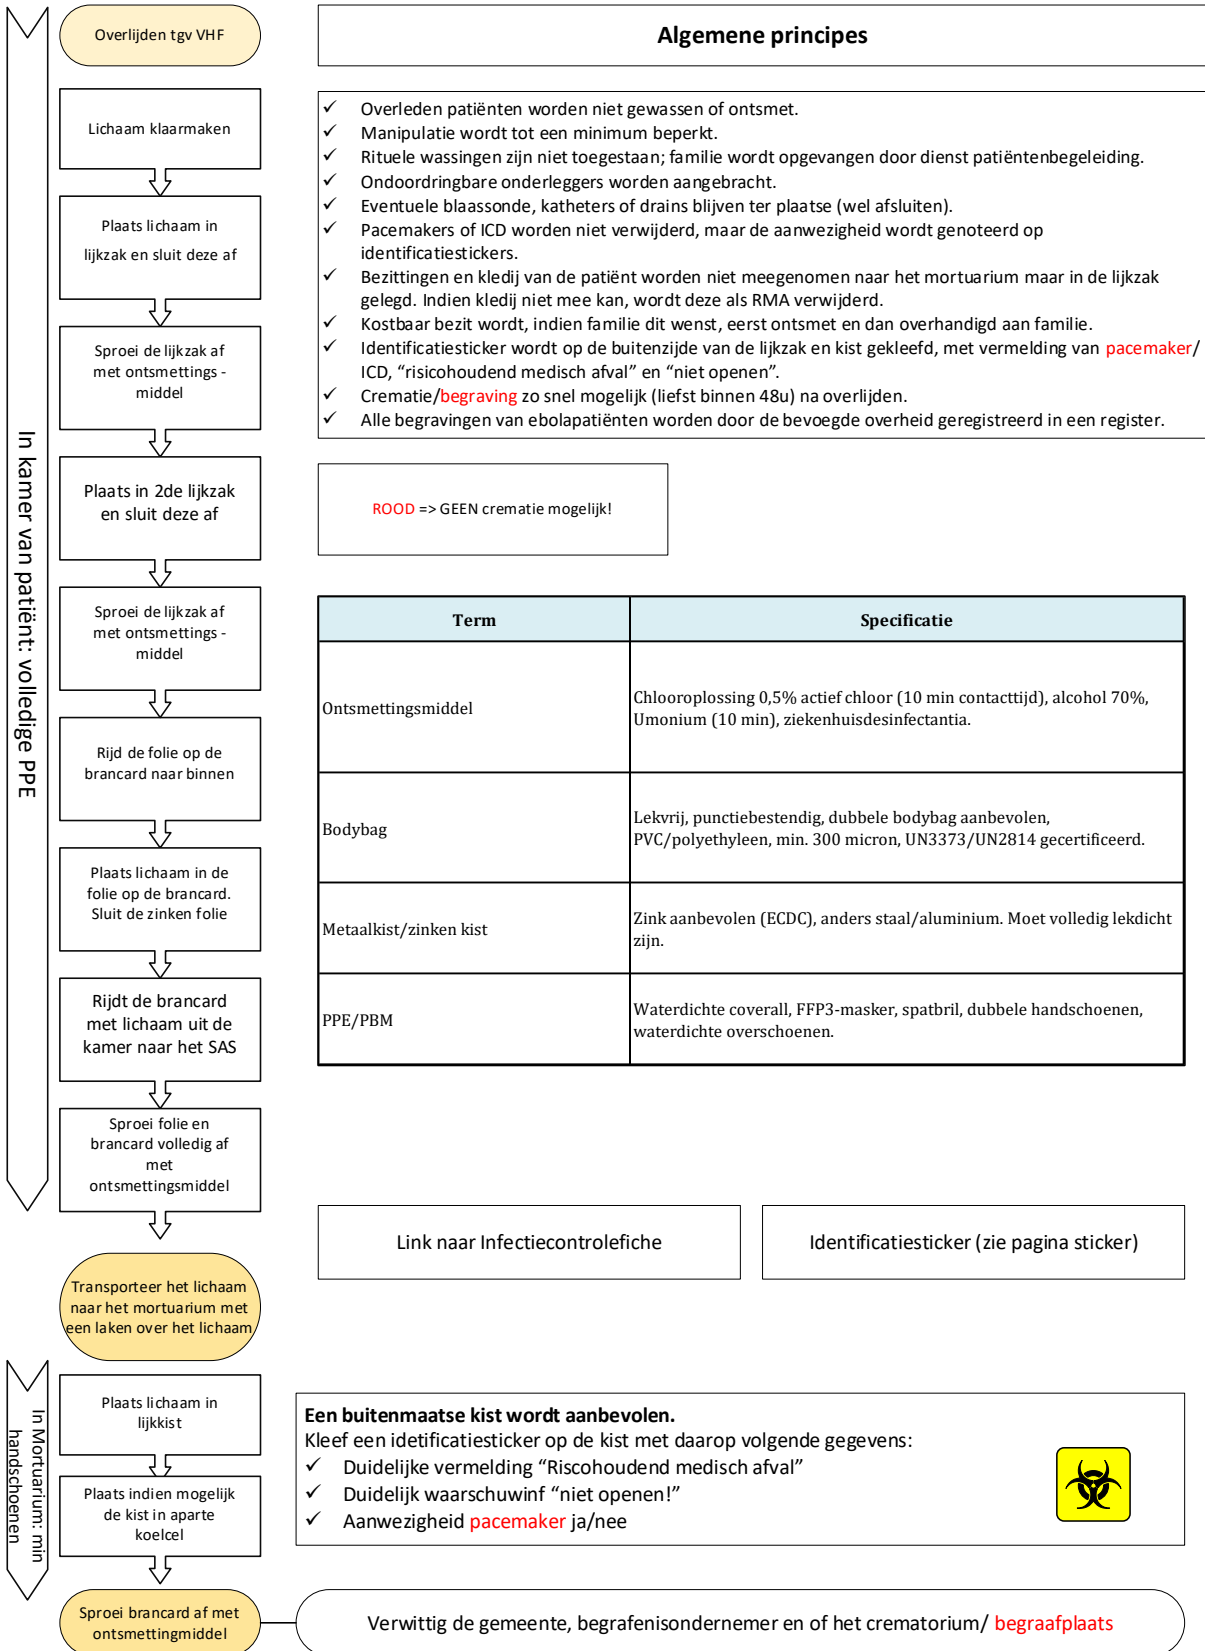 Overlijden tgv VHF
Lichaam klaarmaken
Plaats lichaam in
lijkzak en sluit deze af
Sproei de lijkzak af
met ontsmettings -
middel
Plaats in 2de lijkzak
en sluit deze af
Sproei de lijkzak af
met ontsmettings -
middel
Rijd de folie op de
brancard naar binnen
Plaats lichaam in de
folie op de brancard.
Sluit de zinken folie
Rijdt de brancard
met lichaam uit de
kamer naar het SAS
Sproei folie en
brancard volledig af
met
ontsmettingsmiddel
In kamer van patiënt: volledige PPE
Transporteer het lichaam
naar het mortuarium met
een laken over het lichaam
Plaats lichaam in
lijkkist
Plaats indien mogelijk
de kist in aparte
koelcel
In Mortuarium: min
handschoenen
Sproei brancard af met
ontsmettingmiddel
Algemene principes
✓ Overleden patiënten worden niet gewassen of ontsmet.
✓ Manipulatie wordt tot een minimum beperkt.
✓ Rituele wassingen zijn niet toegestaan; familie wordt opgevangen door dienst patiëntenbegeleiding.
✓ Ondoordringbare onderleggers worden aangebracht.
✓ Eventuele blaassonde, katheters of drains blijven ter plaatse (wel afsluiten).
✓ Pacemakers of ICD worden niet verwijderd, maar de aanwezigheid wordt genoteerd op
identificatiestickers.
✓ Bezittingen en kledij van de patiënt worden niet meegenomen naar het mortuarium maar in de lijkzak
gelegd. Indien kledij niet mee kan, wordt deze als RMA verwijderd.
✓ Kostbaar bezit wordt, indien familie dit wenst, eerst ontsmet en dan overhandigd aan familie.
✓ Identificatiesticker wordt op de buitenzijde van de lijkzak en kist gekleefd, met vermelding van pacemaker/
ICD, “risicohoudend medisch afval” en “niet openen”.
✓ Crematie/begraving zo snel mogelijk (liefst binnen 48u) na overlijden.
✓ Alle begravingen van ebolapatiënten worden door de bevoegde overheid geregistreerd in een register.
ROOD => GEEN crematie mogelijk!
Term Specificatie
Ontsmettingsmiddel
Chlooroplossing 0,5% actief chloor (10 min contacttijd), alcohol 70%,
Umonium (10 min), ziekenhuisdesinfectantia.
Bodybag
Lekvrij, punctiebestendig, dubbele bodybag aanbevolen,
PVC/polyethyleen, min. 300 micron, UN3373/UN2814 gecertificeerd.
Metaalkist/zinken kist
Zink aanbevolen (ECDC), anders staal/aluminium. Moet volledig lekdicht
zijn.
PPE/PBM
Waterdichte coverall, FFP3-masker, spatbril, dubbele handschoenen,
waterdichte overschoenen.
Link naar Infectiecontrolefiche
Identificatiesticker (zie pagina sticker)
Een buitenmaatse kist wordt aanbevolen.
Kleef een idetificatiesticker op de kist met daarop volgende gegevens:
✓ Duidelijke vermelding “Riscohoudend medisch afval”
✓ Duidelijk waarschuwinf “niet openen!”
✓ Aanwezigheid pacemaker ja/nee
Verwittig de gemeente, begrafenisondernemer en of het crematorium/ begraafplaats